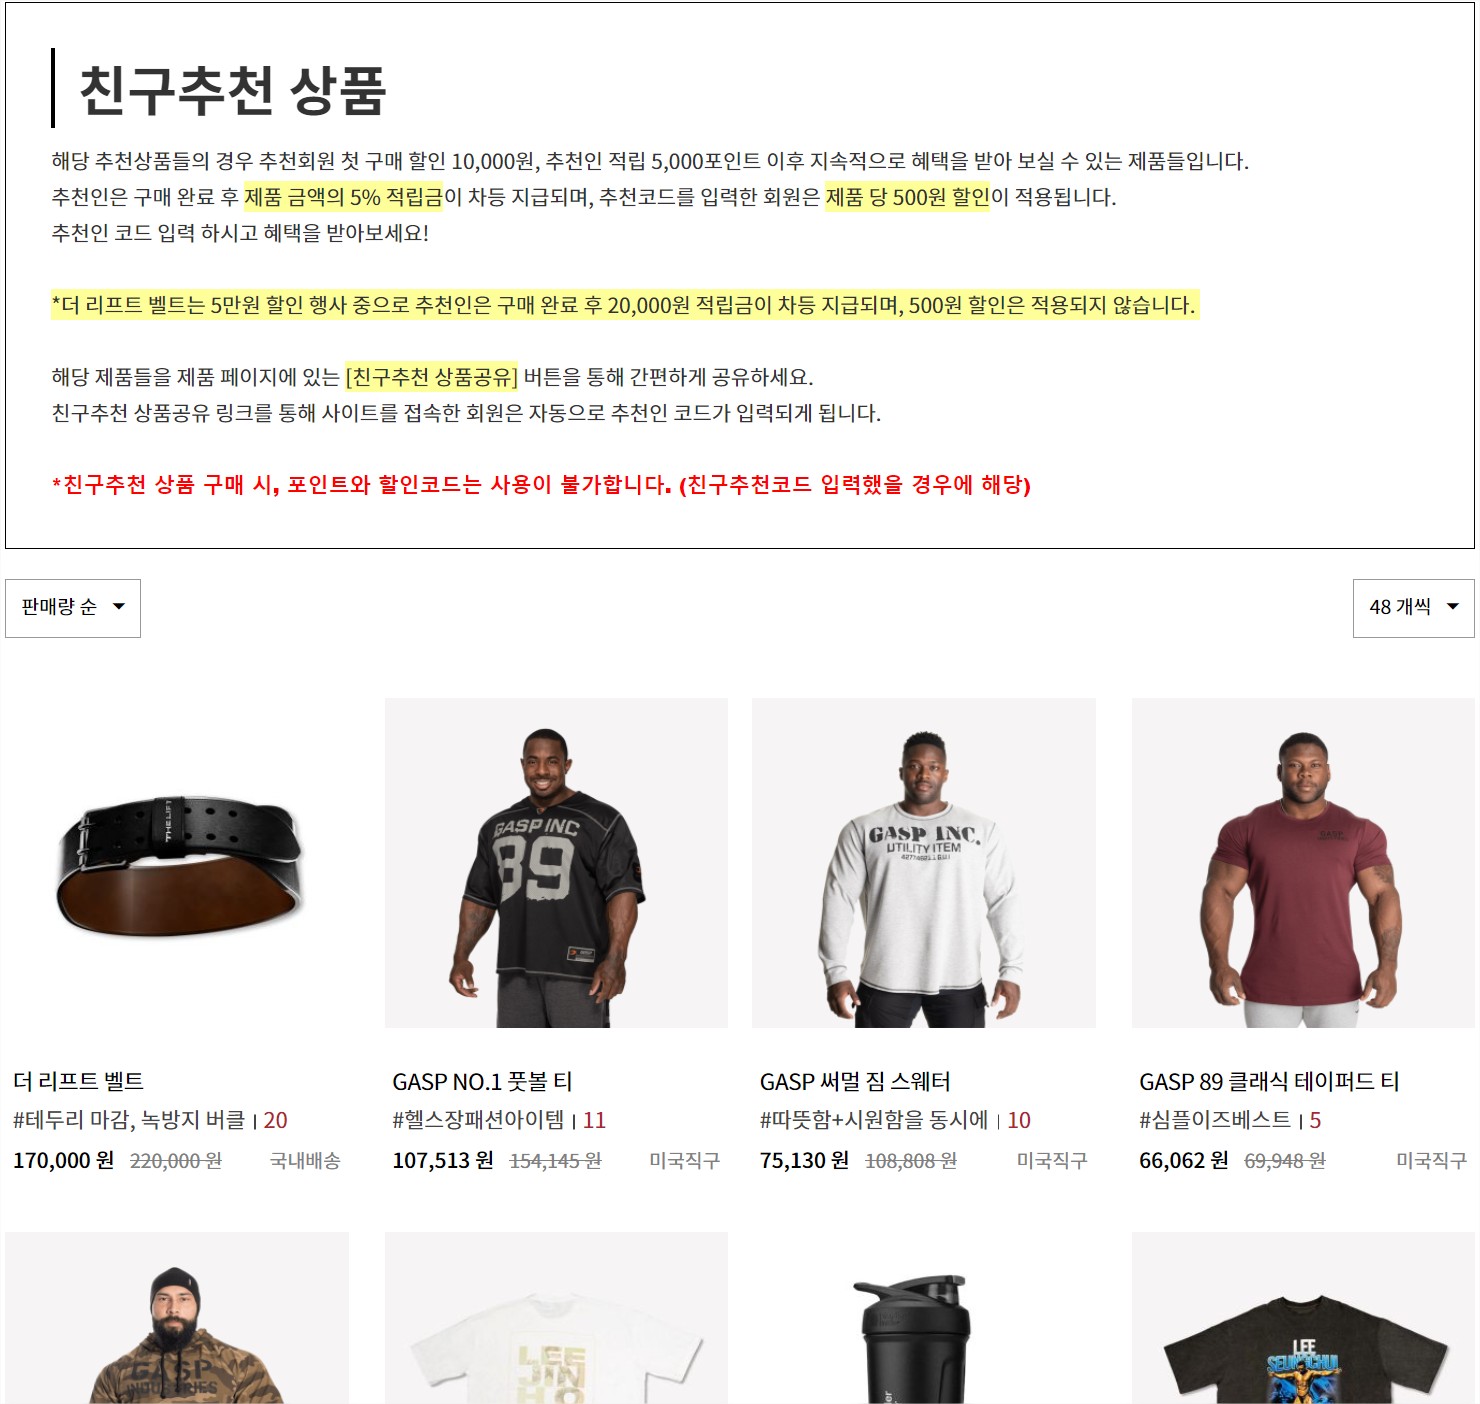 친구추천 상품
해당 추천상품들의 경우 추천회원 첫 구매 할인 10,000원, 추천인 적립 5,000포인트 이후 지속적으로 혜택을 받아 보실 수 있는 제품들입니다.
추천인은 구매 완료 후 제품 금액의 5% 적립금이 차등 지급되며, 추천코드를 입력한 회원은 제품 당 500원 할인이 적용됩니다.
추천인 코드 입력 하시고 혜택을 받아보세요!
*더 리프트 벨트는 5만원 할인 행사 중으로 추천인은 구매 완료 후 20,000원 적립금이 차등 지급되며, 500원 할인은 적용되지 않습니다.
해당 제품들을 제품 페이지에 있는 [친구추천 상품공유] 버튼을 통해 간편하게 공유하세요.
친구추천 상품공유 링크를 통해 사이트를 접속한 회원은 자동으로 추천인 코드가 입력되게 됩니다.
*친구추천 상품 구매 시, 포인트와 할인코드는 사용이 불가합니다. (친구추천코드 입력했을 경우에 해당)
판매량 순
48 개씩
THE LIFT
GASP INC
89
GASP INC.
UTILITY ITEM
GASP
더 리프트 벨트
#테두리 마감, 녹방지 버클 | 20
170,000 원 220,000 원 국내배송
GASP NO.1 풋볼 티
#헬스장패션아이템 | 11
107,513 원 154,145 원 미국직구
GASP 써멀 짐 스웨터
#따뜻함+시원함을 동시에 | 10
75,130 원 108,808 원 미국직구
GASP 89 클래식 테이퍼드 티
#심플이즈베스트 | 5
66,062 원 69,948 원 미국직구
GASP
INDUSTRIES
LEE
JIN
HO
LEE
SEUNGCHUL